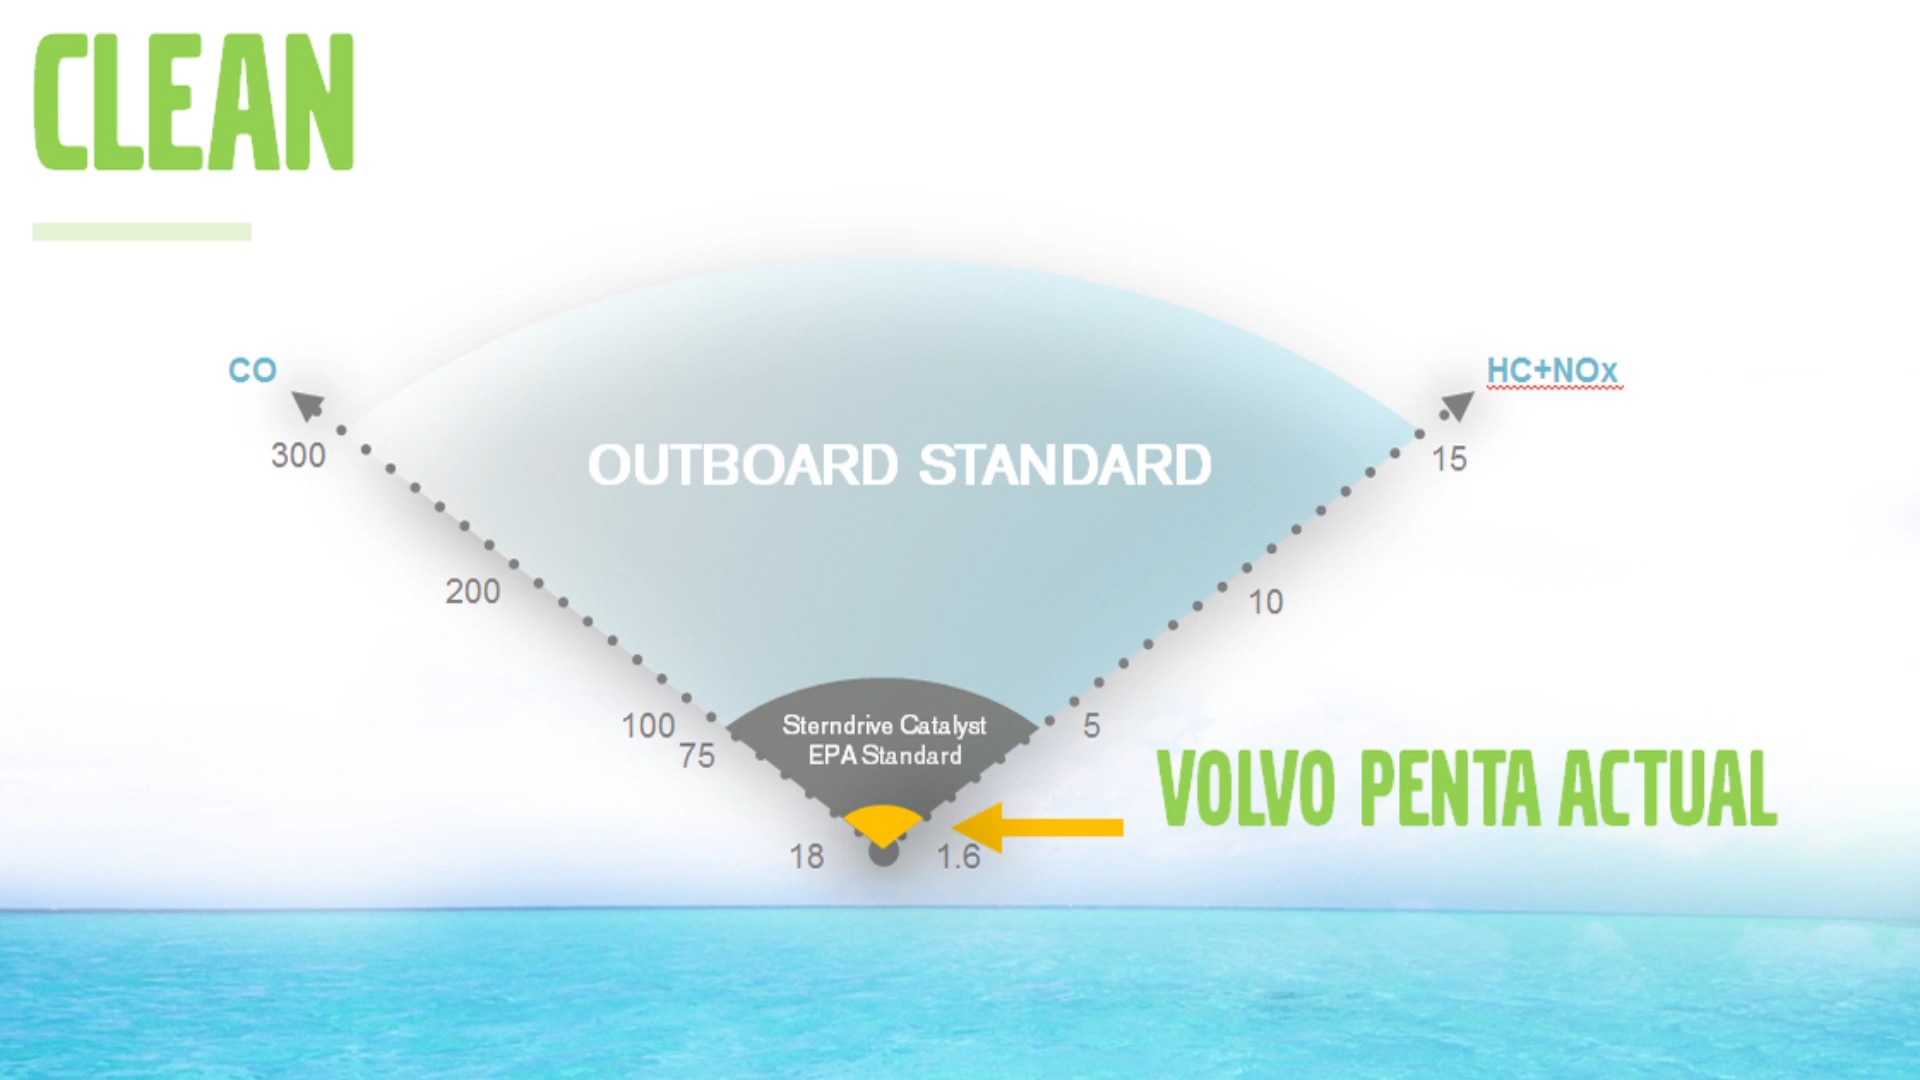 CLEAN
CO
HC+NOx
300
OUTBOARD STANDARD
15
200
10
100
Sterndrive Catalyst
5
75
EPA Standard
VOLVO PENTA ACTUAL
18
1.6